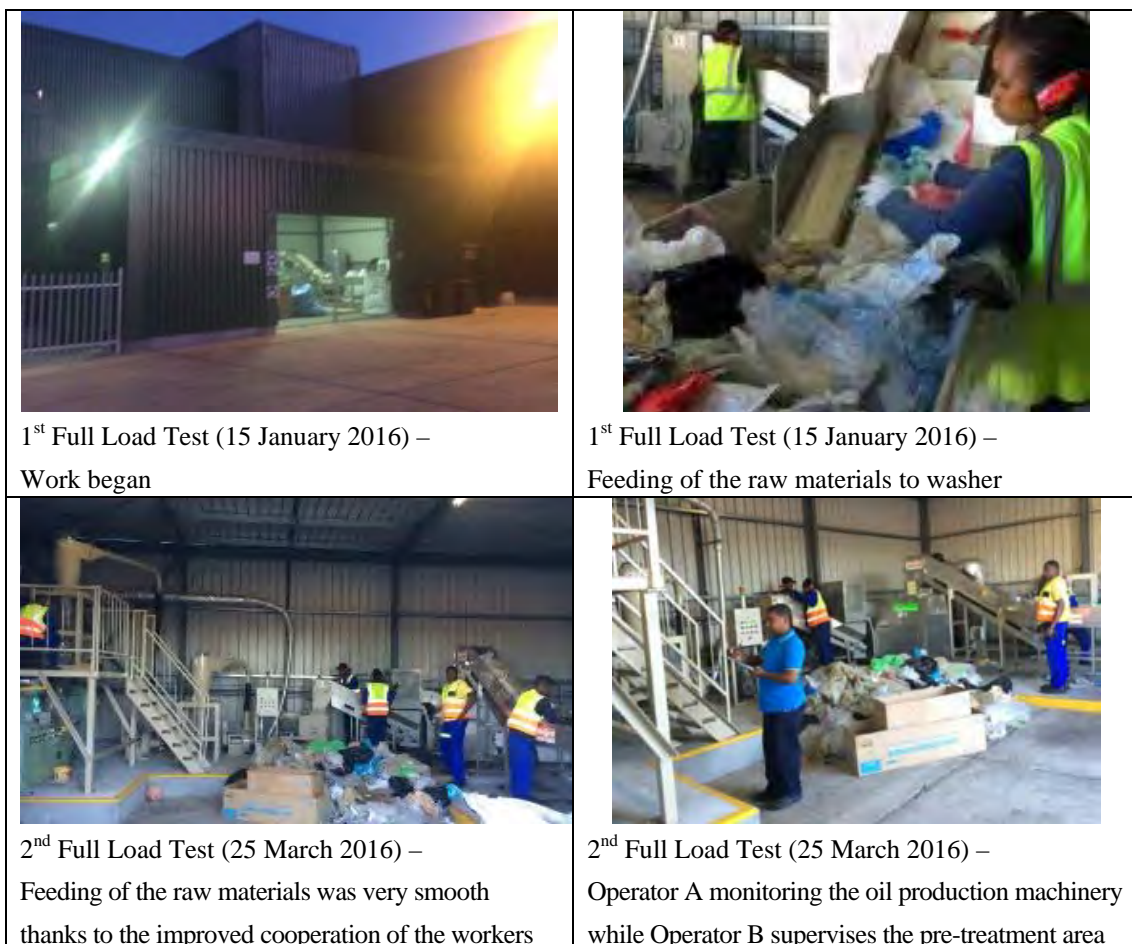 1st Full Load Test (15 January 2016) –
Work began
1st Full Load Test (15 January 2016) –
Feeding of the raw materials to washer
2nd Full Load Test (25 March 2016) –
Feeding of the raw materials was very smooth
thanks to the improved cooperation of the workers
2nd Full Load Test (25 March 2016) –
Operator A monitoring the oil production machinery
while Operator B supervises the pre-treatment area